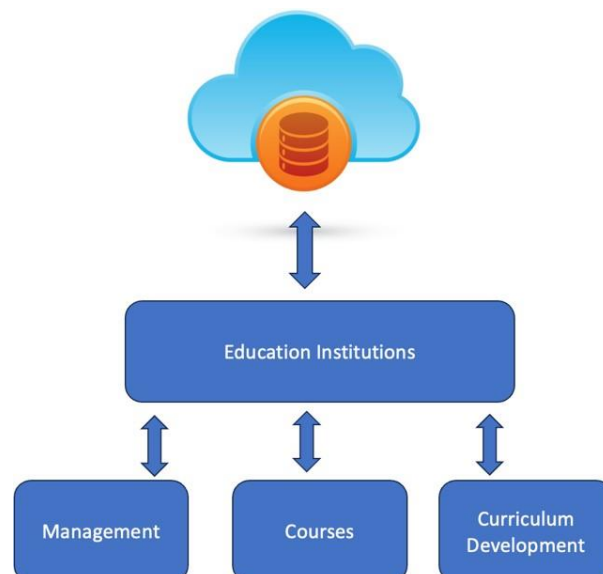 Education Institutions
Management
Courses
Curriculum
Development